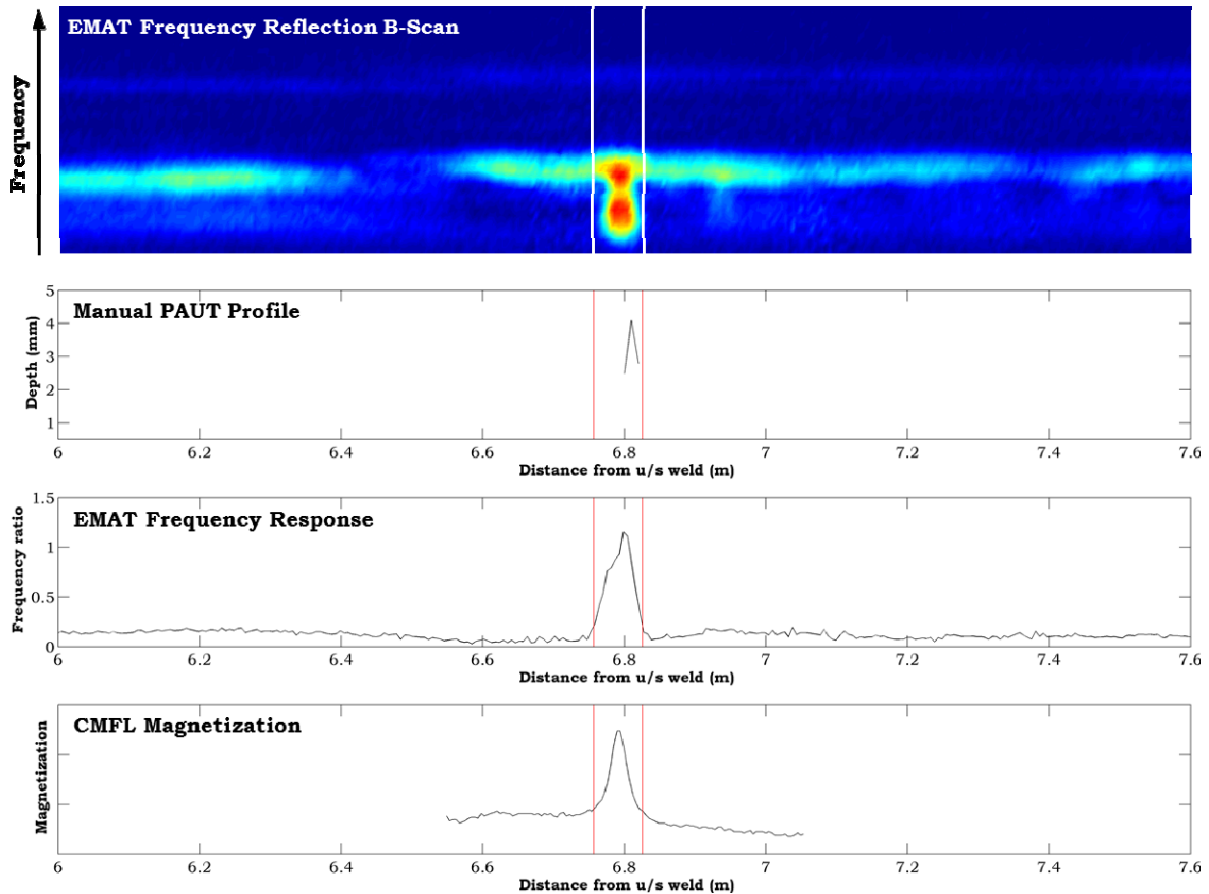 EMAT Frequency Reflection B-Scan
Frequency
Manual PAUT Profile
Depth (mm)
5
4
3
2
1
6 6.2 6.4 6.6 6.8 7 7.2 7.4 7.6
Distance from u/s weld (m)
EMAT Frequency Response
Frequency ratio
1.5
1
0.5
0
6 6.2 6.4 6.6 6.8 7 7.2 7.4 7.6
Distance from u/s weld (m)
CMFL Magnetization
Magnetization
6 6.2 6.4 6.6 6.8 7 7.2 7.4 7.6
Distance from u/s weld (m)